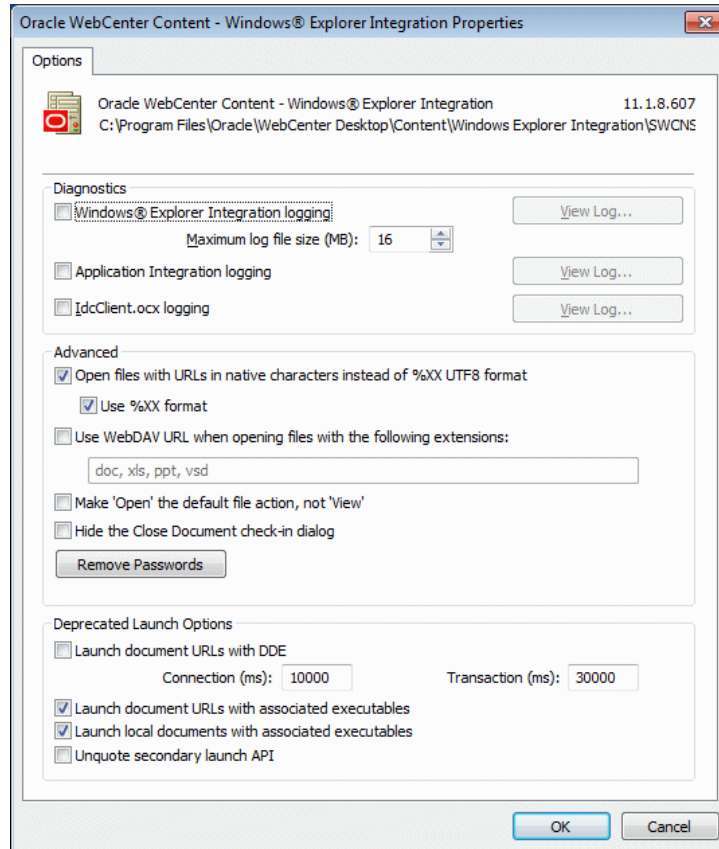 Oracle WebCenter Content - Windows® Explorer Integration Properties
Options
Oracle WebCenter Content - Windows® Explorer Integration 11.1.8.607
C:\Program Files\Oracle\WebCenter Desktop\Content\Windows Explorer Integration\SWCNS
Diagnostics
Windows® Explorer Integration logging View Log...
Maximum log file size (MB): 16
Application Integration logging View Log...
IdcClient.ocx logging View Log...
Advanced
Open files with URLs in native characters instead of %XX UTF8 format
Use %XX format
Use WebDAV URL when opening files with the following extensions:
doc, xls, ppt, vsd
Make 'Open' the default file action, not 'View'
Hide the Close Document check-in dialog
Remove Passwords
Deprecated Launch Options
Launch document URLs with DDE
Connection (ms): 10000 Transaction (ms): 30000
Launch document URLs with associated executables
Launch local documents with associated executables
Unquote secondary launch API
OK Cancel